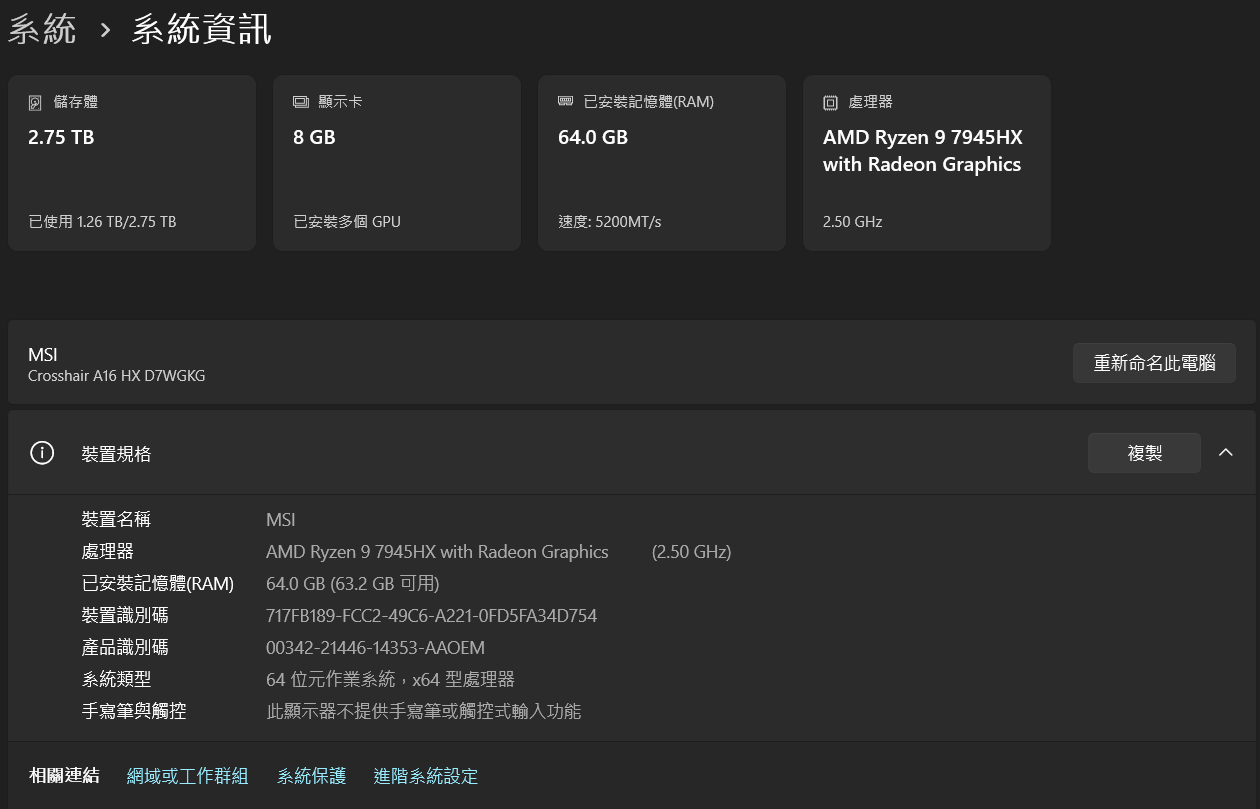 系統 › 系統資訊
儲存體
2.75 TB
已使用 1.26 TB/2.75 TB
顯示卡
8 GB
已安裝多個 GPU
已安裝記憶體(RAM)
64.0 GB
速度: 5200MT/s
處理器
AMD Ryzen 9 7945HX
with Radeon Graphics
2.50 GHz
MSI
Crosshair A16 HX D7WGKG
重新命名此電腦
裝置規格
複製
裝置名稱 MSI
處理器 AMD Ryzen 9 7945HX with Radeon Graphics (2.50 GHz)
已安裝記憶體(RAM) 64.0 GB (63.2 GB 可用)
裝置識別碼 717FB189-FCC2-49C6-A221-0FD5FA34D754
產品識別碼 00342-21446-14353-AAOEM
系統類型 64 位元作業系統，x64 型處理器
手寫筆與觸控 此顯示器不提供手寫筆或觸控式輸入功能
相關連結 網域或工作群組 系統保護 進階系統設定